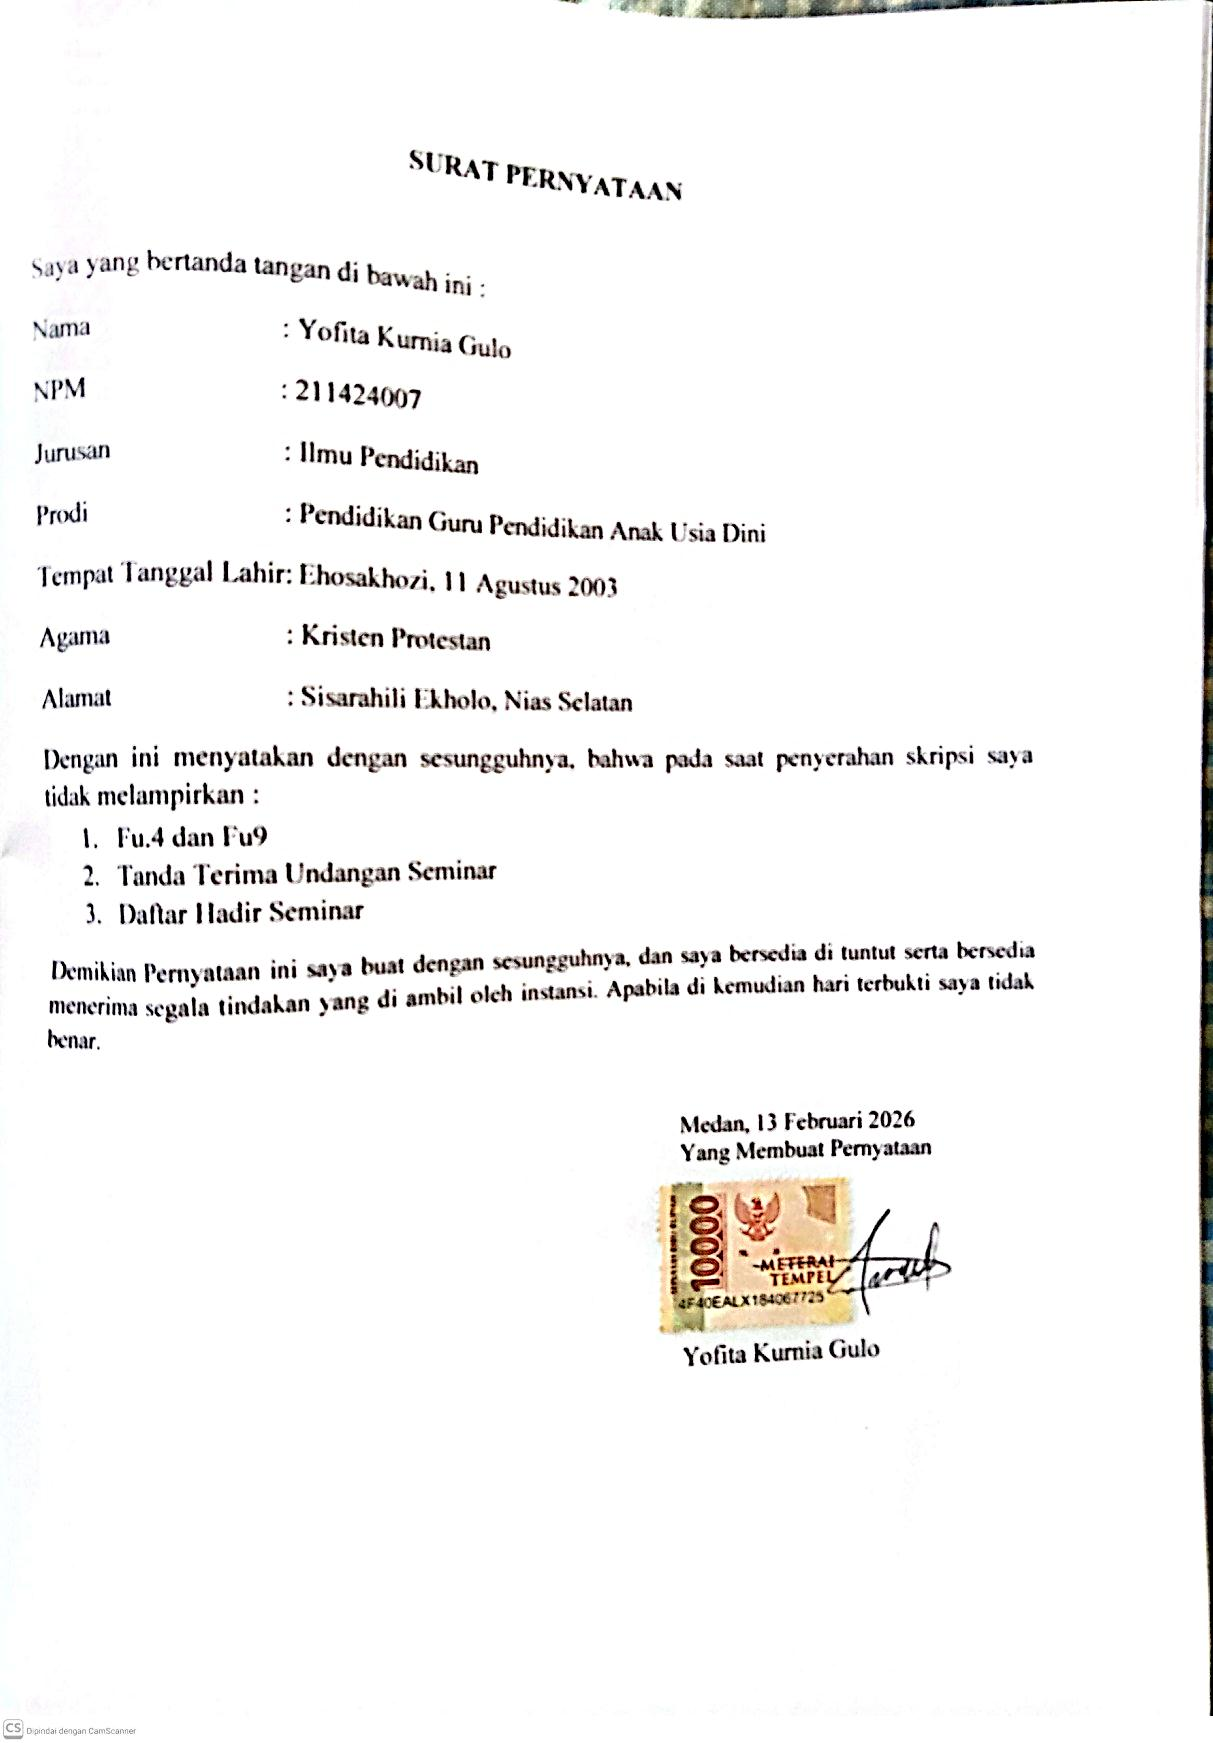 SURAT PERNYATAAN
Saya yang bertanda tangan di bawah ini :
Nama : Yofita Kurnia Gulo
NPM : 211424007
Jurusan : Ilmu Pendidikan
Prodi : Pendidikan Guru Pendidikan Anak Usia Dini
Tempat Tanggal Lahir: Ehosakhozi, 11 Agustus 2003
Agama : Kristen Protestan
Alamat : Sisarahili Ekholo, Nias Selatan
Dengan ini menyatakan dengan sesungguhnya, bahwa pada saat penyerahan skripsi saya
tidak melampirkan :
1. Fu.4 dan Fu9
2. Tanda Terima Undangan Seminar
3. Daftar Hadir Seminar
Demikian Pernyataan ini saya buat dengan sesungguhnya, dan saya bersedia di tuntut serta bersedia
menerima segala tindakan yang di ambil oleh instansi. Apabila di kemudian hari terbukti saya tidak
benar.
Medan, 13 Februari 2026
Yang Membuat Pernyataan
10000
METERAI
TEMPEL
4F40EALX184067725
Yofita Kurnia Gulo
CS Dipindai dengan CamScanner